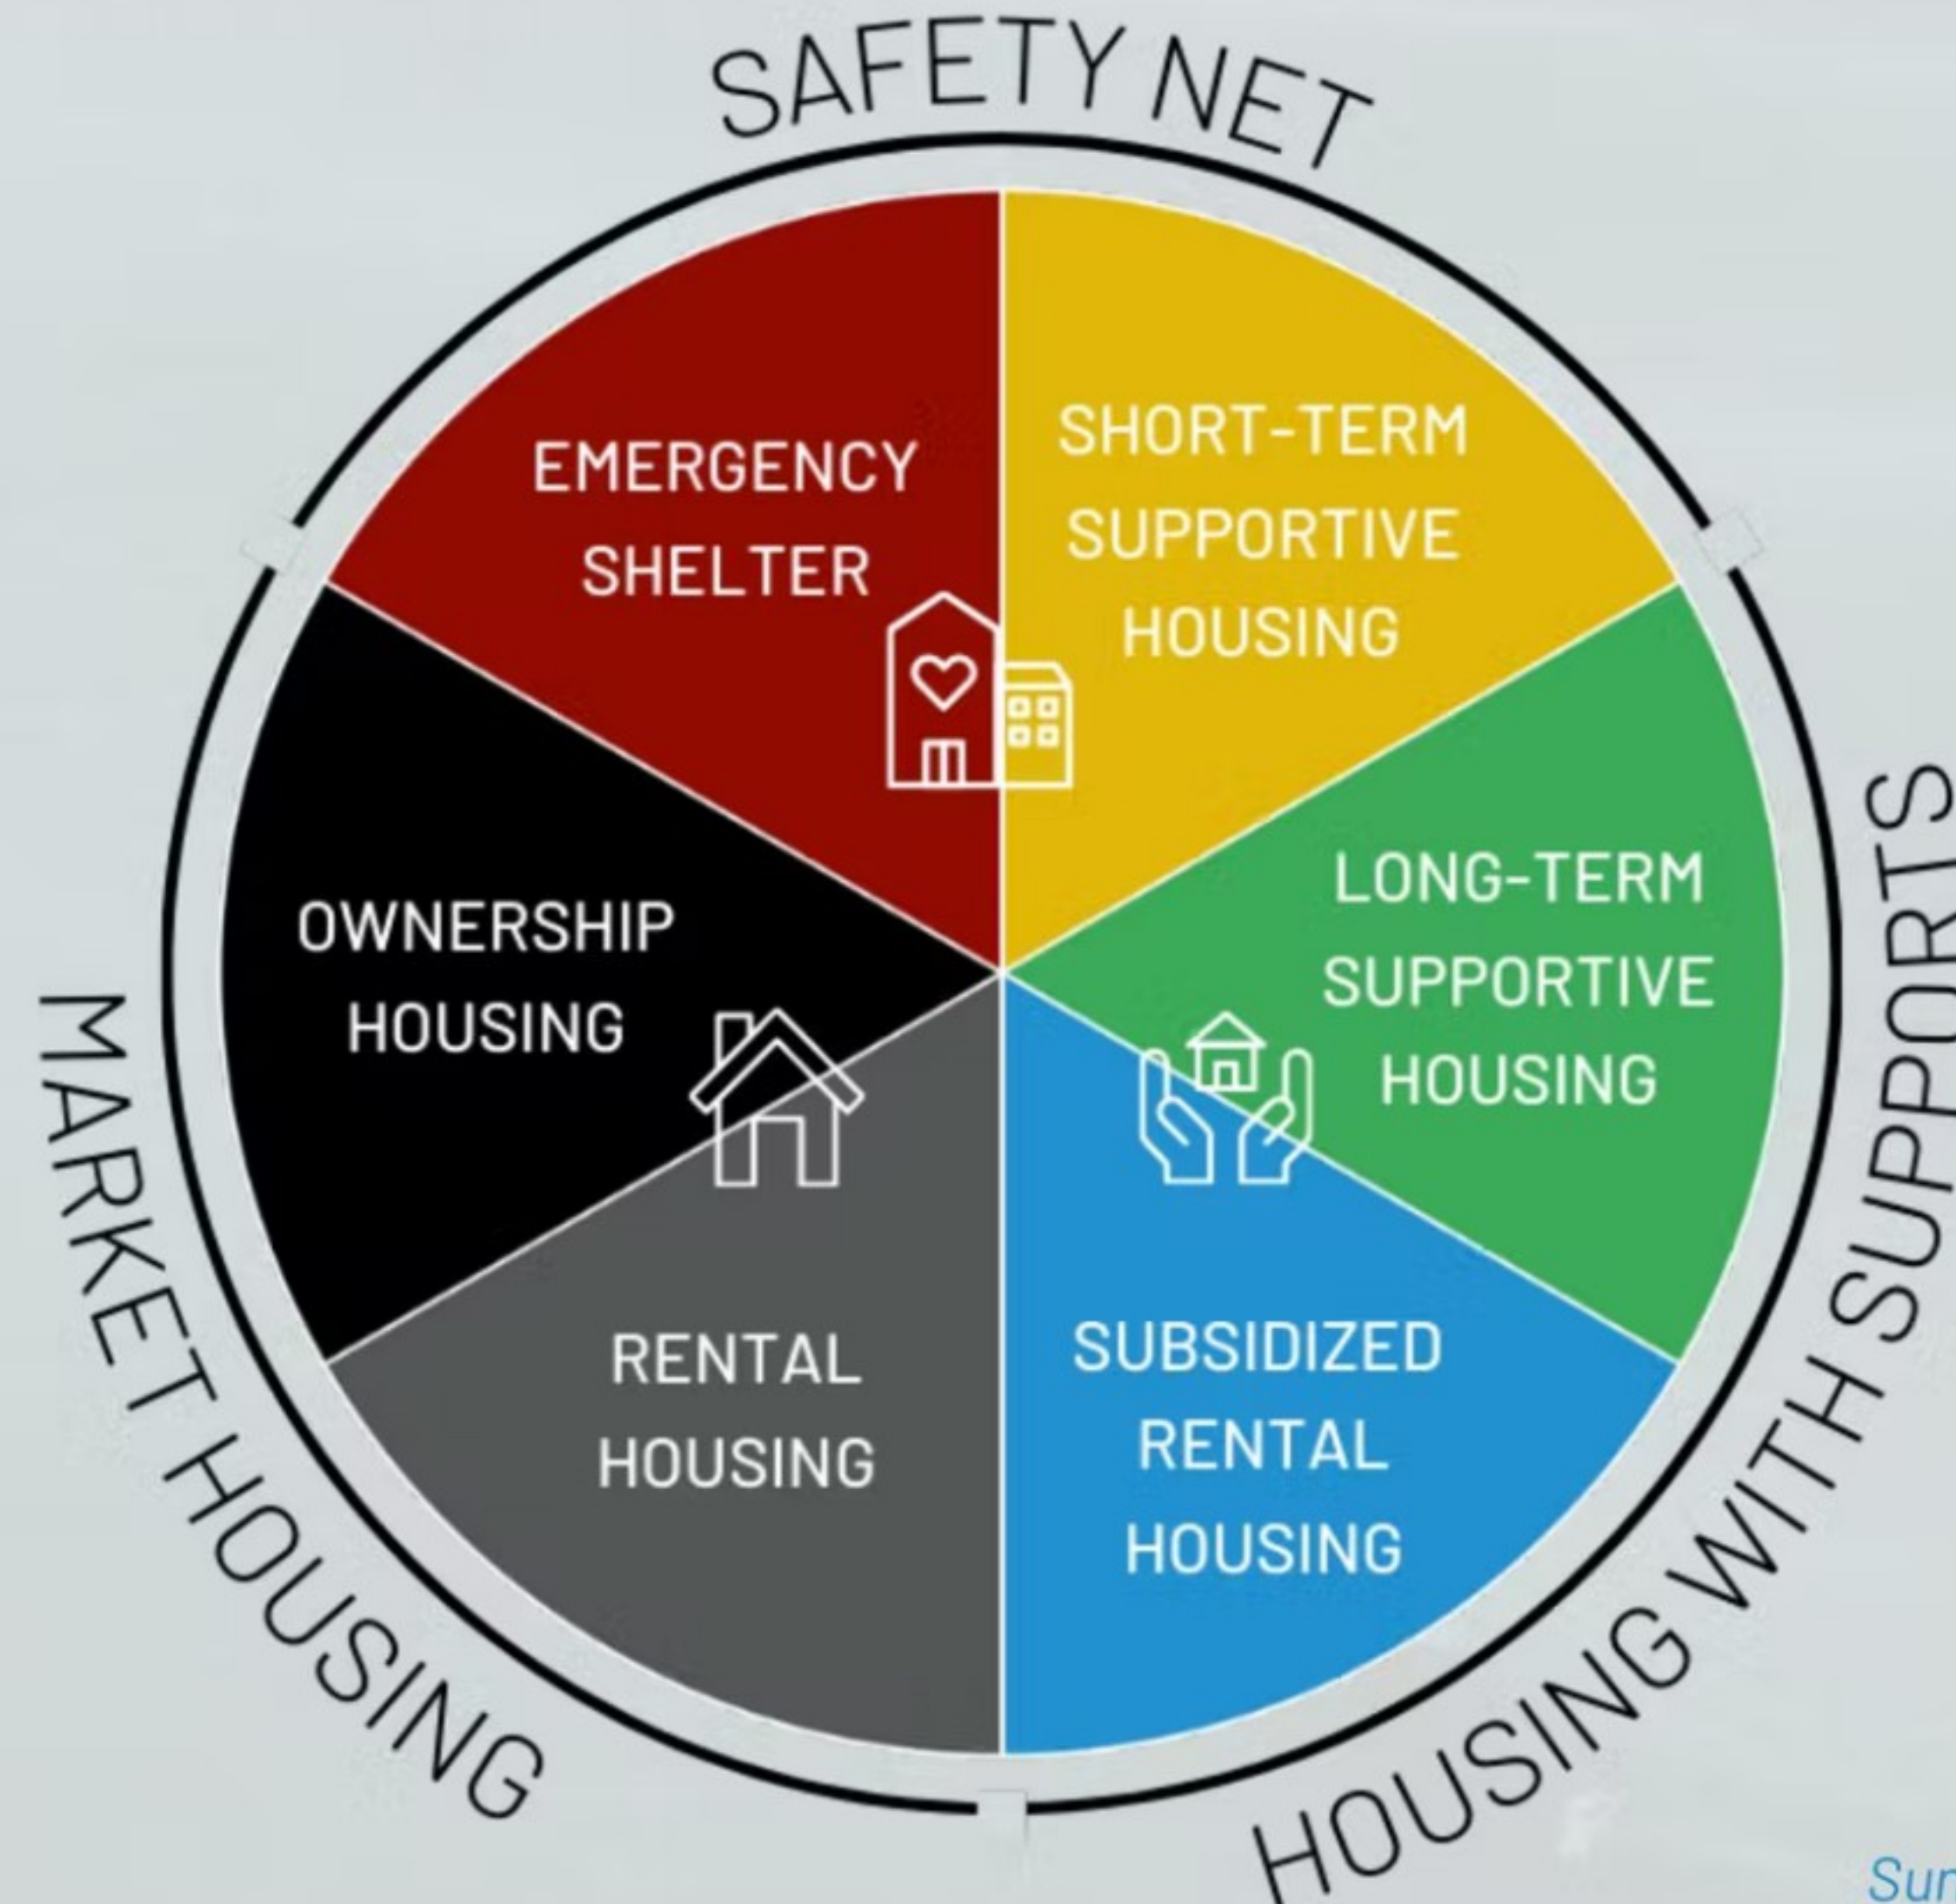 SAFETY NET
EMERGENCY
SHELTER
SHORT-TERM
SUPPORTIVE
HOUSING
LONG-TERM
SUPPORTIVE
HOUSING
SUBSIDIZED
RENTAL
HOUSING
RENTAL
HOUSING
OWNERSHIP
HOUSING
HOUSING WITH SUPPORTS
MARKET HOUSING